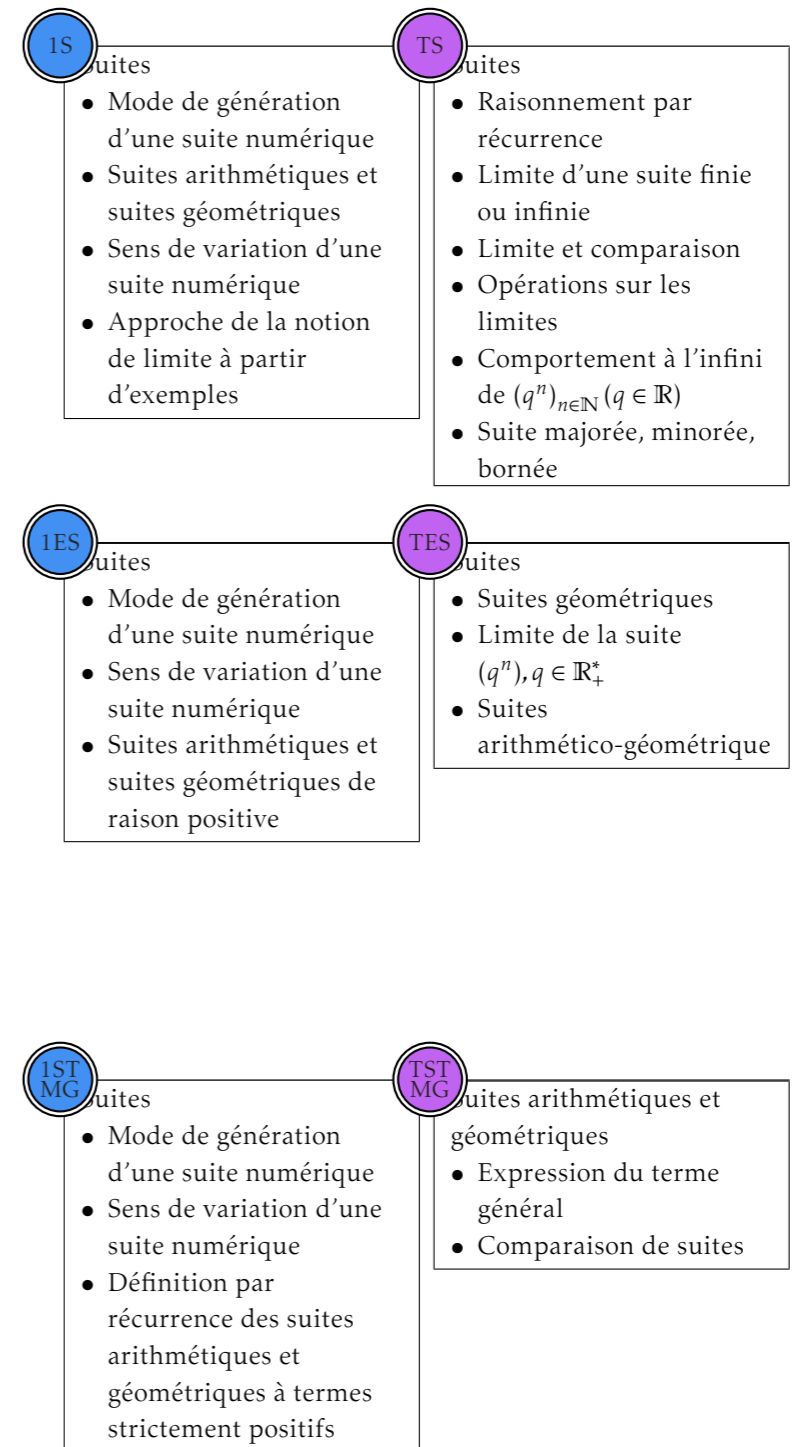 1S
Suites
• Mode de génération
d'une suite numérique
• Suites arithmétiques et
suites géométriques
• Sens de variation d'une
suite numérique
• Approche de la notion
de limite à partir
d'exemples
TS
Suites
• Raisonnement par
récurrence
• Limite d'une suite finie
ou infinie
• Limite et comparaison
• Opérations sur les
limites
• Comportement à l'infini
de (qⁿ)ₙ∈ℕ (q ∈ ℝ)
• Suite majorée, minorée,
bornée
1ES
Suites
• Mode de génération
d'une suite numérique
• Sens de variation d'une
suite numérique
• Suites arithmétiques et
suites géométriques de
raison positive
TES
Suites
• Suites géométriques
• Limite de la suite
(qⁿ), q ∈ ℝ₊*
• Suites
arithmético-géométrique
1ST
MG
Suites
• Mode de génération
d'une suite numérique
• Sens de variation d'une
suite numérique
• Définition par
récurrence des suites
arithmétiques et
géométriques à termes
strictement positifs
TST
MG
Suites arithmétiques et
géométriques
• Expression du terme
général
• Comparaison de suites